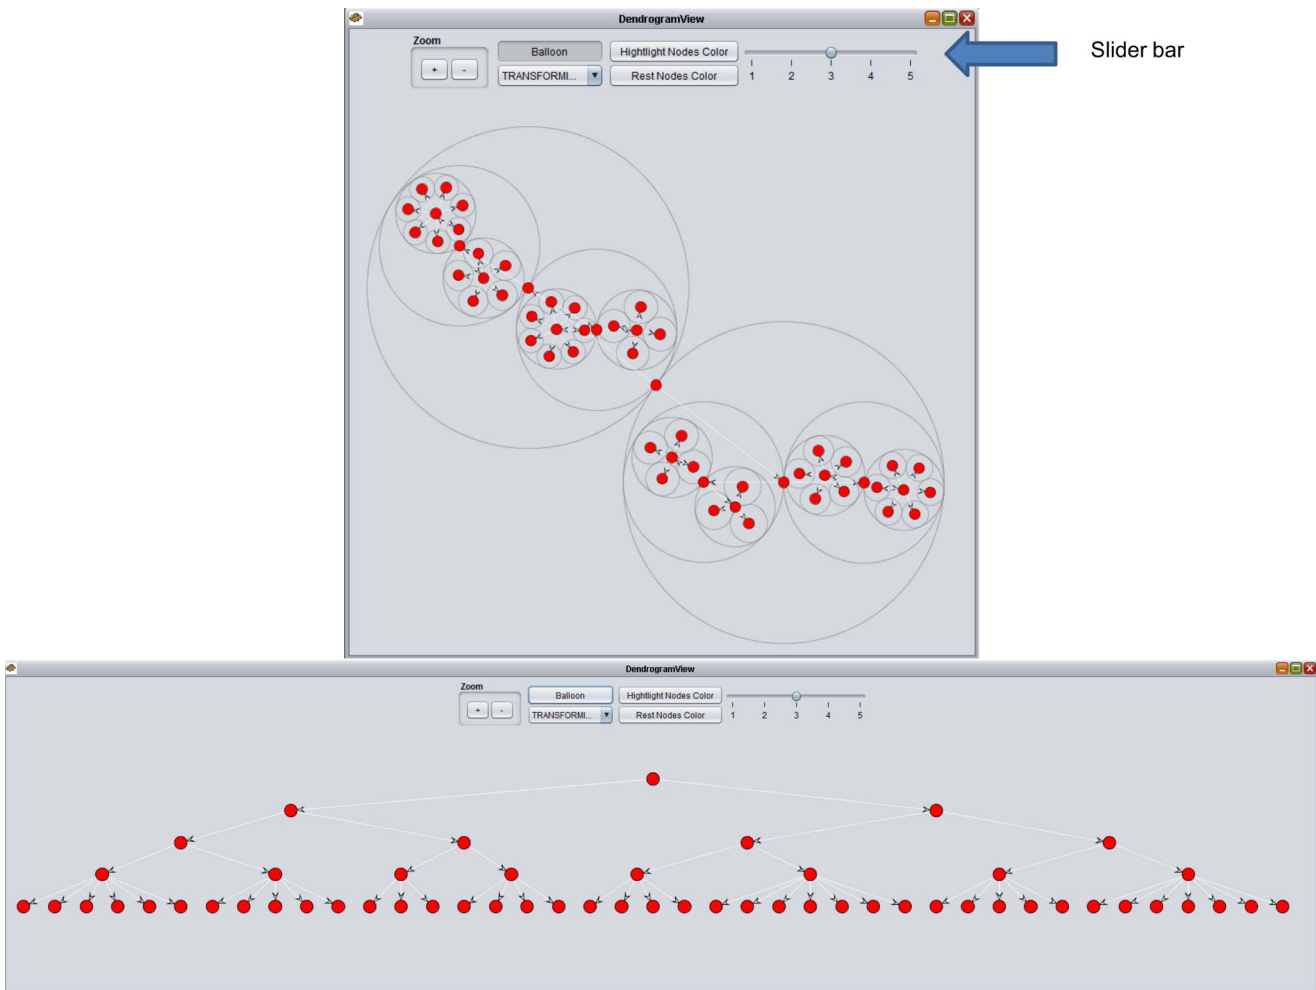 DendrogramView
Zoom
+ -
Balloon
Hightlight Nodes Color
TRANSFORMI...
Rest Nodes Color
1 2 3 4 5
Slider bar
DendrogramView
Zoom
+ -
Balloon
Hightlight Nodes Color
TRANSFORMI...
Rest Nodes Color
1 2 3 4 5